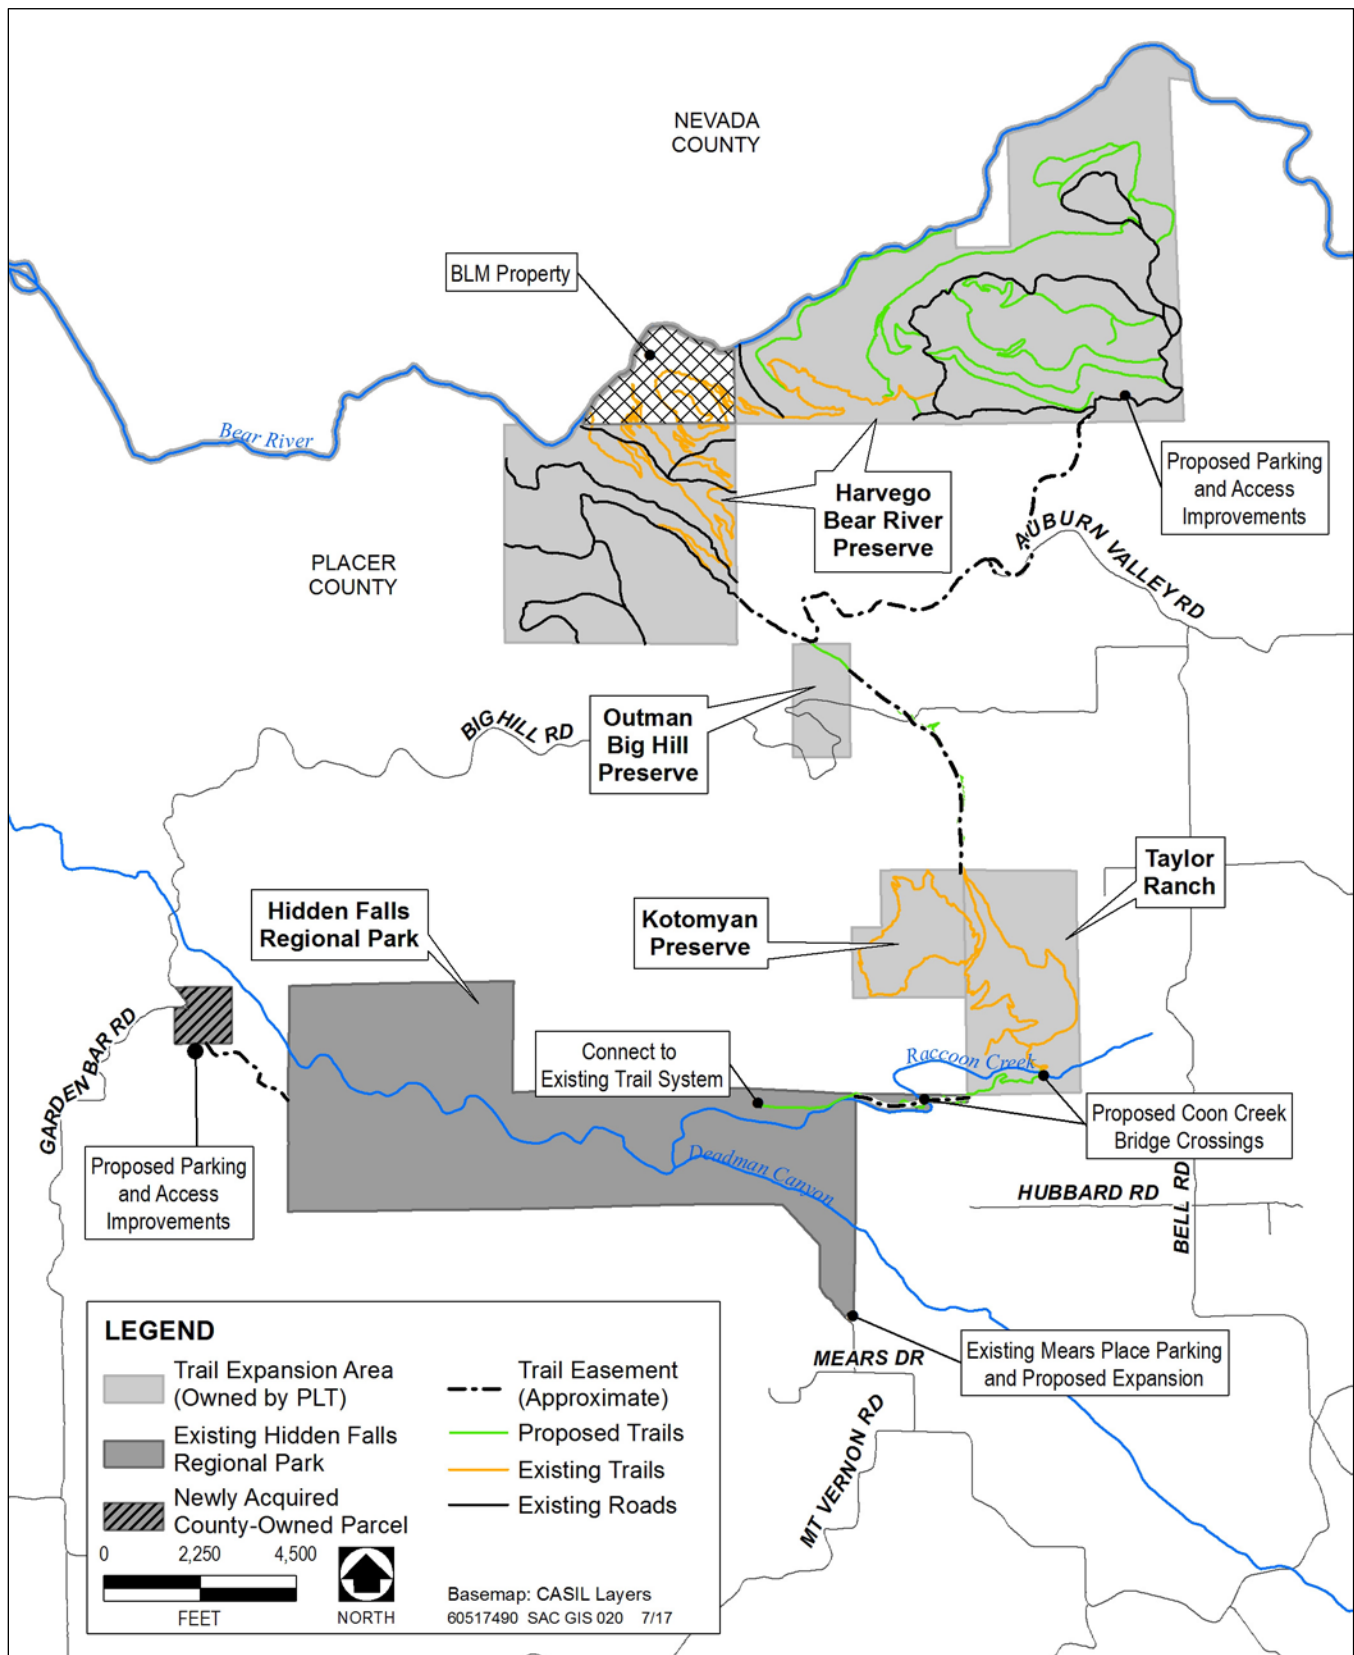 NEVADA
COUNTY
BLM Property
Bear River
Harvego
Bear River
Preserve
Proposed Parking
and Access
Improvements
AUBURN VALLEY RD
PLACER
COUNTY
BIG HILL RD
Outman
Big Hill
Preserve
Taylor
Ranch
Hidden Falls
Regional Park
Kotomyan
Preserve
GARDEN BAR RD
Connect to
Existing Trail System
Raccoon Creek
Proposed Coon Creek
Bridge Crossings
Deadman Canyon
Proposed Parking
and Access
Improvements
HUBBARD RD
BELL RD
Existing Mears Place Parking
and Proposed Expansion
MEARS DR
MT VERNON RD
LEGEND
Trail Expansion Area
(Owned by PLT)
Existing Hidden Falls
Regional Park
Newly Acquired
County-Owned Parcel
Trail Easement
(Approximate)
Proposed Trails
Existing Trails
Existing Roads
0 2,250 4,500
FEET
NORTH
Basemap: CASIL Layers
60517490 SAC GIS 020 7/17